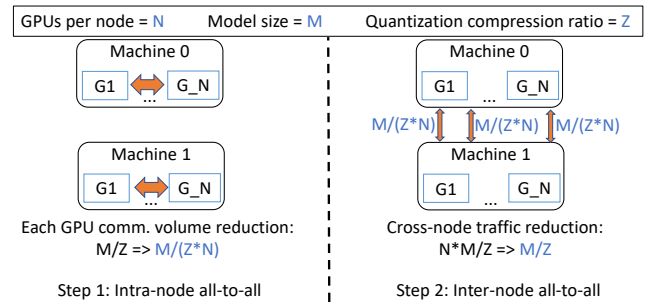 GPUs per node = N Model size = M Quantization compression ratio = Z
Machine 0
G1 ... G_N
Machine 1
G1 ... G_N
Each GPU comm. volume reduction:
M/Z => M/(Z*N)
Step 1: Intra-node all-to-all
Machine 0
G1 ... G_N
M/(Z*N) M/(Z*N) M/(Z*N)
Machine 1
G1 ... G_N
Cross-node traffic reduction:
N*M/Z => M/Z
Step 2: Inter-node all-to-all